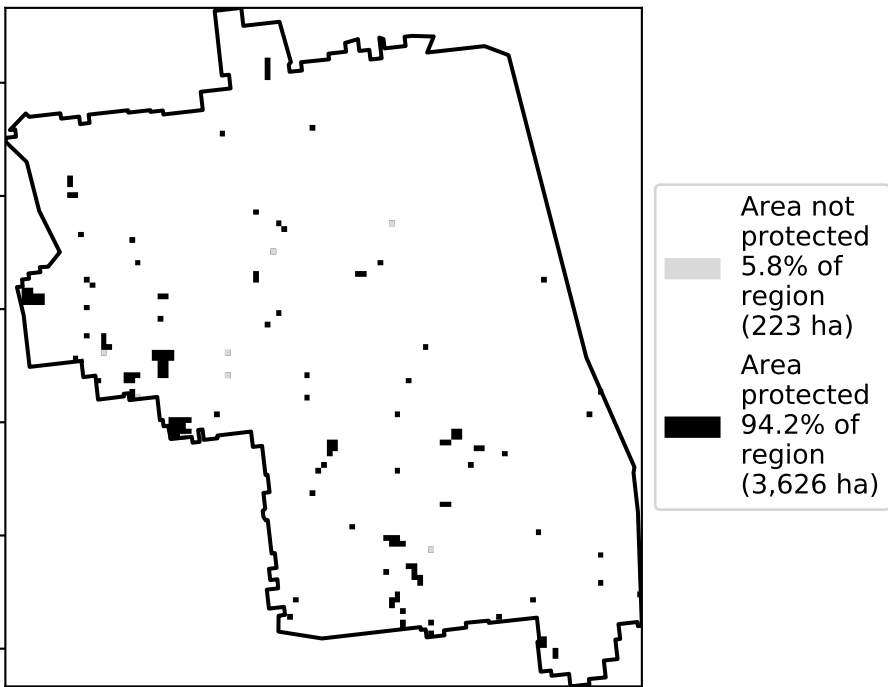 Area not
protected
5.8% of
region
(223 ha)
Area
protected
94.2% of
region
(3,626 ha)